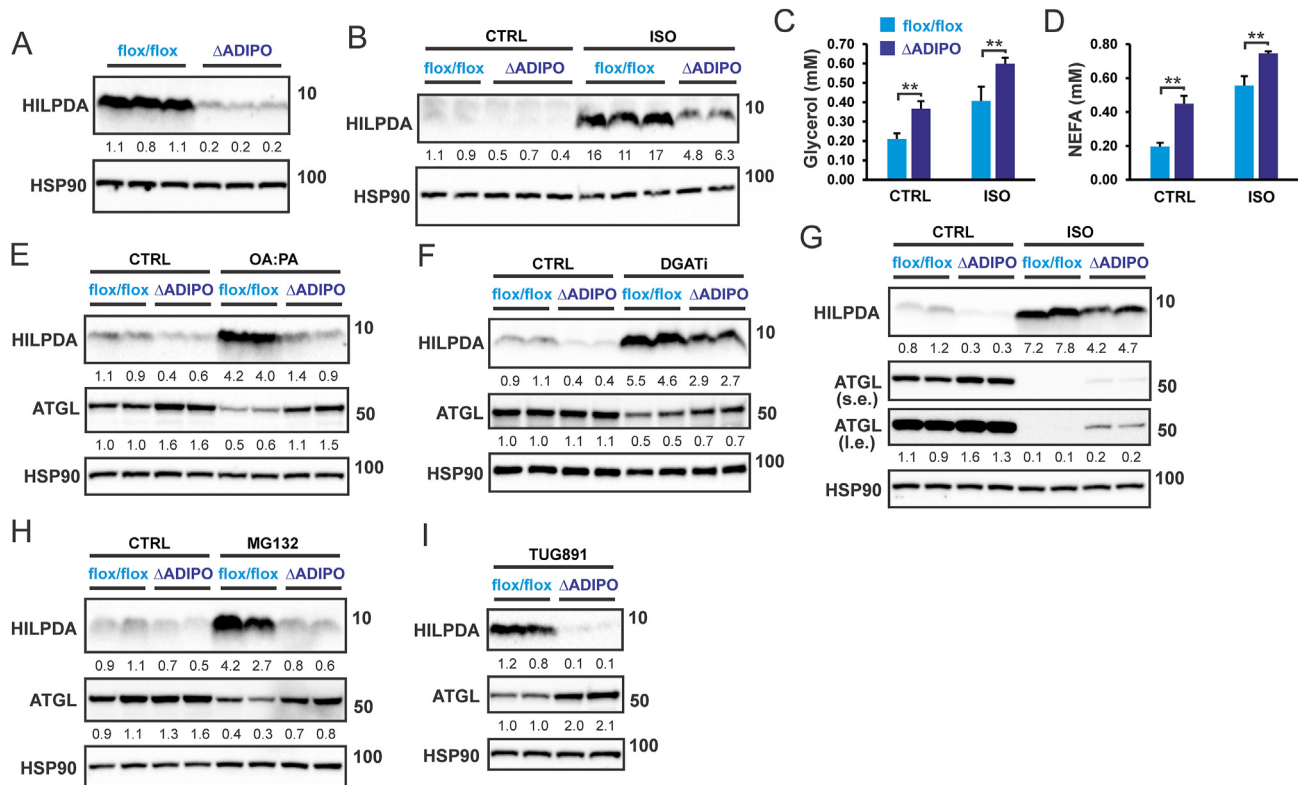 A
flox/flox ΔADIPO
HILPDA 10
1.1 0.8 1.1 0.2 0.2 0.2
HSP90 100
B
CTRL ISO
flox/flox ΔADIPO flox/flox ΔADIPO
HILPDA 10
1.1 0.9 0.5 0.7 0.4 16 11 17 4.8 6.3
HSP90 100
C
flox/flox
ΔADIPO
Glycerol (mM)
0.70
0.60
0.50
0.40
0.30
0.20
0.10
0.00
** **
CTRL ISO
D
NEFA (mM)
0.80
0.60
0.40
0.20
0.00
** **
CTRL ISO
E
CTRL OA:PA
flox/flox ΔADIPO flox/flox ΔADIPO
HILPDA 10
1.1 0.9 0.4 0.6 4.2 4.0 1.4 0.9
ATGL 50
1.0 1.0 1.6 1.6 0.5 0.6 1.1 1.5
HSP90 100
F
CTRL DGATi
flox/flox ΔADIPO flox/flox ΔADIPO
HILPDA 10
0.9 1.1 0.4 0.4 5.5 4.6 2.9 2.7
ATGL 50
1.0 1.0 1.1 1.1 0.5 0.5 0.7 0.7
HSP90 100
G
CTRL ISO
flox/flox ΔADIPO flox/flox ΔADIPO
HILPDA 10
0.8 1.2 0.3 0.3 7.2 7.8 4.2 4.7
ATGL 50
(s.e.)
ATGL 50
(l.e.)
1.1 0.9 1.6 1.3 0.1 0.1 0.2 0.2
HSP90 100
H
CTRL MG132
flox/flox ΔADIPO flox/flox ΔADIPO
HILPDA 10
0.9 1.1 0.7 0.5 4.2 2.7 0.8 0.6
ATGL 50
0.9 1.1 1.3 1.6 0.4 0.3 0.7 0.8
HSP90 100
I
TUG891
flox/flox ΔADIPO
HILPDA 10
1.2 0.8 0.1 0.1
ATGL 50
1.0 1.0 2.0 2.1
HSP90 100